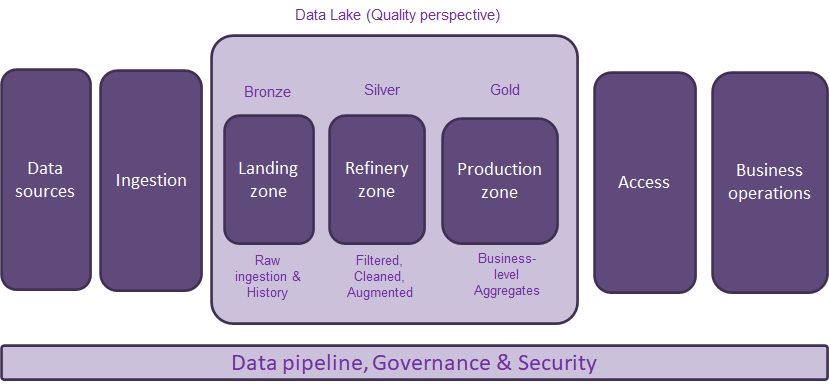 Data Lake (Quality perspective)
Bronze
Silver
Gold
Data
sources
Ingestion
Landing
zone
Refinery
zone
Production
zone
Access
Business
operations
Raw
ingestion &
History
Filtered,
Cleaned,
Augmented
Business-
level
Aggregates
Data pipeline, Governance & Security